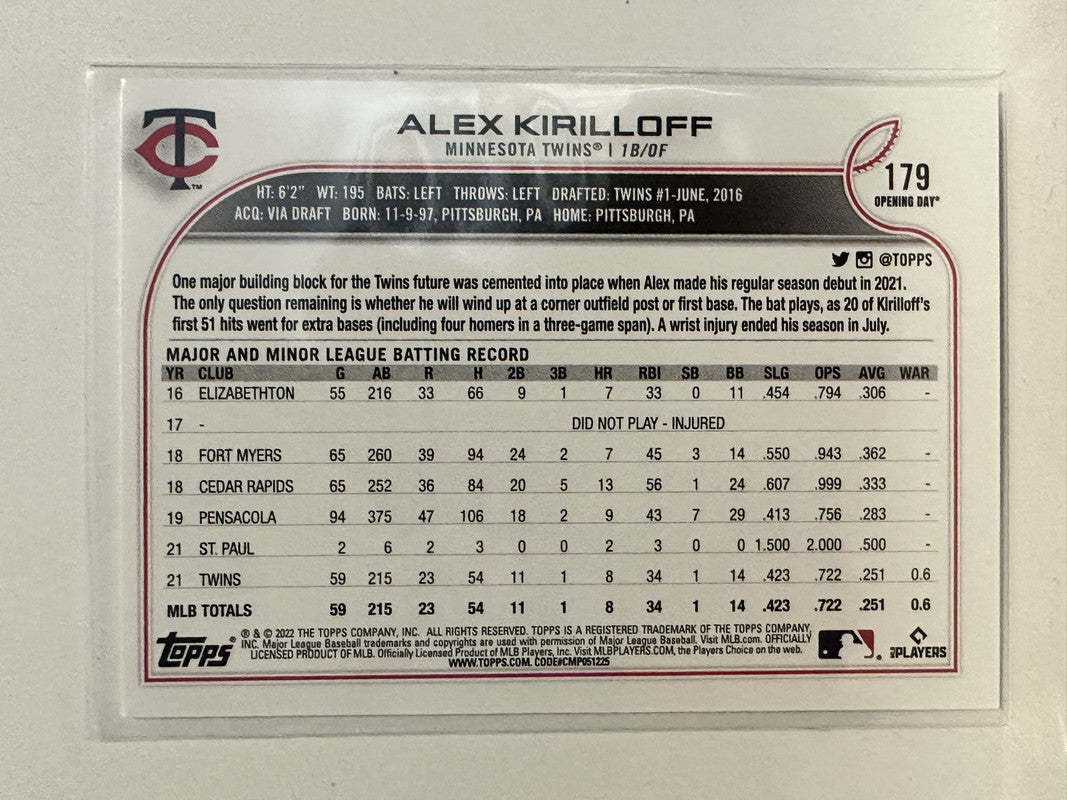 TC TM
ALEX KIRILLOFF
MINNESOTA TWINS® | 1B/OF
179
OPENING DAY®
HT: 6'2" WT: 195 BATS: LEFT THROWS: LEFT DRAFTED: TWINS #1-JUNE, 2016
ACQ: VIA DRAFT BORN: 11-9-97, PITTSBURGH, PA HOME: PITTSBURGH, PA
@TOPPS
One major building block for the Twins future was cemented into place when Alex made his regular season debut in 2021.
The only question remaining is whether he will wind up at a corner outfield post or first base. The bat plays, as 20 of Kirilloff's
first 51 hits went for extra bases (including four homers in a three-game span). A wrist injury ended his season in July.
MAJOR AND MINOR LEAGUE BATTING RECORD
YR CLUB G AB R H 2B 3B HR RBI SB BB SLG OPS AVG WAR
16 ELIZABETHTON 55 216 33 66 9 1 7 33 0 11 .454 .794 .306 -
17 - DID NOT PLAY - INJURED
18 FORT MYERS 65 260 39 94 24 2 7 45 3 14 .550 .943 .362 -
18 CEDAR RAPIDS 65 252 36 84 20 5 13 56 1 24 .607 .999 .333 -
19 PENSACOLA 94 375 47 106 18 2 9 43 7 29 .413 .756 .283 -
21 ST. PAUL 2 6 2 3 0 0 2 3 0 0 1.500 2.000 .500 -
21 TWINS 59 215 23 54 11 1 8 34 1 14 .423 .722 .251 0.6
MLB TOTALS 59 215 23 54 11 1 8 34 1 14 .423 .722 .251 0.6
topps®
® & © 2022 THE TOPPS COMPANY, INC. ALL RIGHTS RESERVED. TOPPS IS A REGISTERED TRADEMARK OF THE TOPPS COMPANY,
INC. Major League Baseball trademarks and copyrights are used with permission of Major League Baseball. Visit MLB.com. OFFICIALLY
LICENSED PRODUCT OF MLB. Officially Licensed Product of MLB Players, Inc. Visit MLBPLAYERS.COM, the Players Choice on the web.
WWW.TOPPS.COM. CODE#CMP051225
MLB PLAYERS